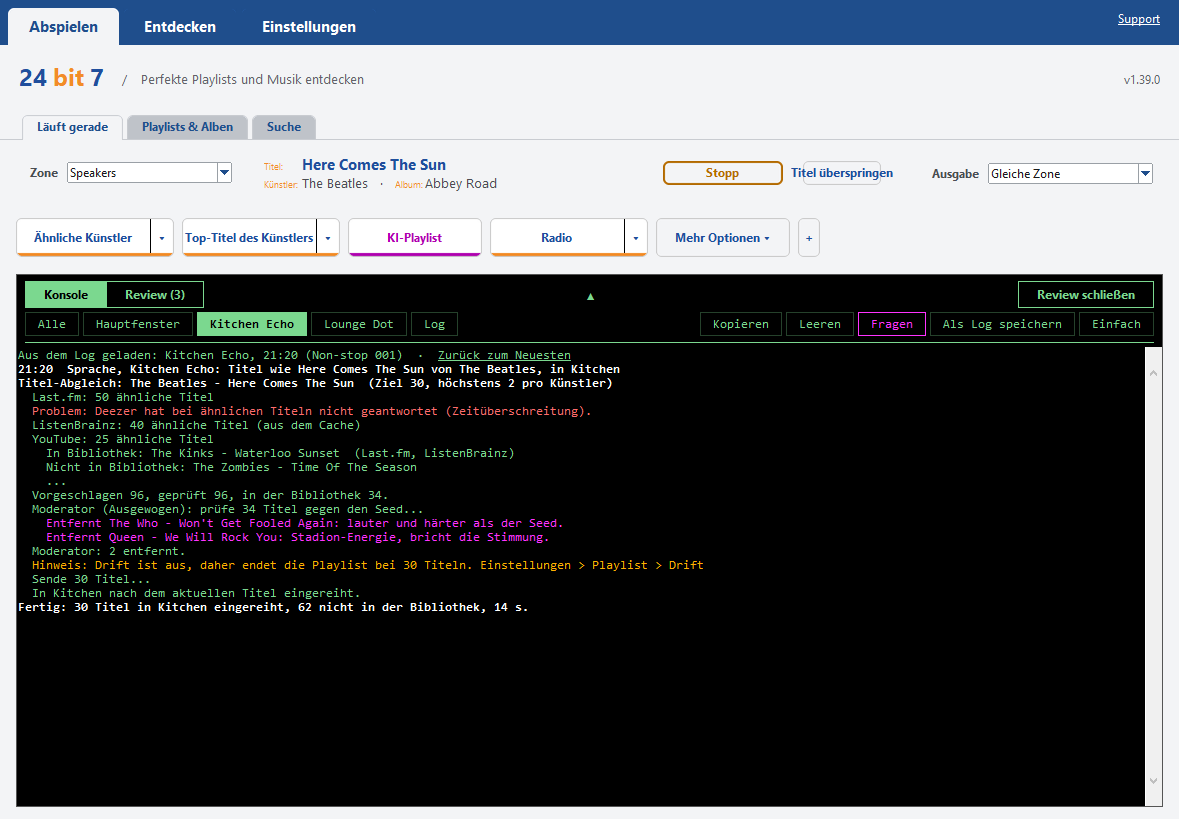 Abspielen Entdecken Einstellungen Support
24 bit 7 / Perfekte Playlists und Musik entdecken v1.39.0
Läuft gerade Playlists & Alben Suche
Zone Speakers
Titel: Here Comes The Sun
Künstler: The Beatles · Album: Abbey Road
Stopp Titel überspringen Ausgabe Gleiche Zone
Ähnliche Künstler Top-Titel des Künstlers KI-Playlist Radio Mehr Optionen +
Konsole Review (3) ▲ Review schließen
Alle Hauptfenster Kitchen Echo Lounge Dot Log Kopieren Leeren Fragen Als Log speichern Einfach
Aus dem Log geladen: Kitchen Echo, 21:20 (Non-stop 001) · Zurück zum Neuesten
21:20 Sprache, Kitchen Echo: Titel wie Here Comes The Sun von The Beatles, in Kitchen
Titel-Abgleich: The Beatles - Here Comes The Sun (Ziel 30, höchstens 2 pro Künstler)
Last.fm: 50 ähnliche Titel
Problem: Deezer hat bei ähnlichen Titeln nicht geantwortet (Zeitüberschreitung).
ListenBrainz: 40 ähnliche Titel (aus dem Cache)
YouTube: 25 ähnliche Titel
In Bibliothek: The Kinks - Waterloo Sunset (Last.fm, ListenBrainz)
Nicht in Bibliothek: The Zombies - Time Of The Season
...
Vorgeschlagen 96, geprüft 96, in der Bibliothek 34.
Moderator (Ausgewogen): prüfe 34 Titel gegen den Seed...
Entfernt The Who - Won't Get Fooled Again: lauter und härter als der Seed.
Entfernt Queen - We Will Rock You: Stadion-Energie, bricht die Stimmung.
Moderator: 2 entfernt.
Hinweis: Drift ist aus, daher endet die Playlist bei 30 Titeln. Einstellungen > Playlist > Drift
Sende 30 Titel...
In Kitchen nach dem aktuellen Titel eingereiht.
Fertig: 30 Titel in Kitchen eingereiht, 62 nicht in der Bibliothek, 14 s.